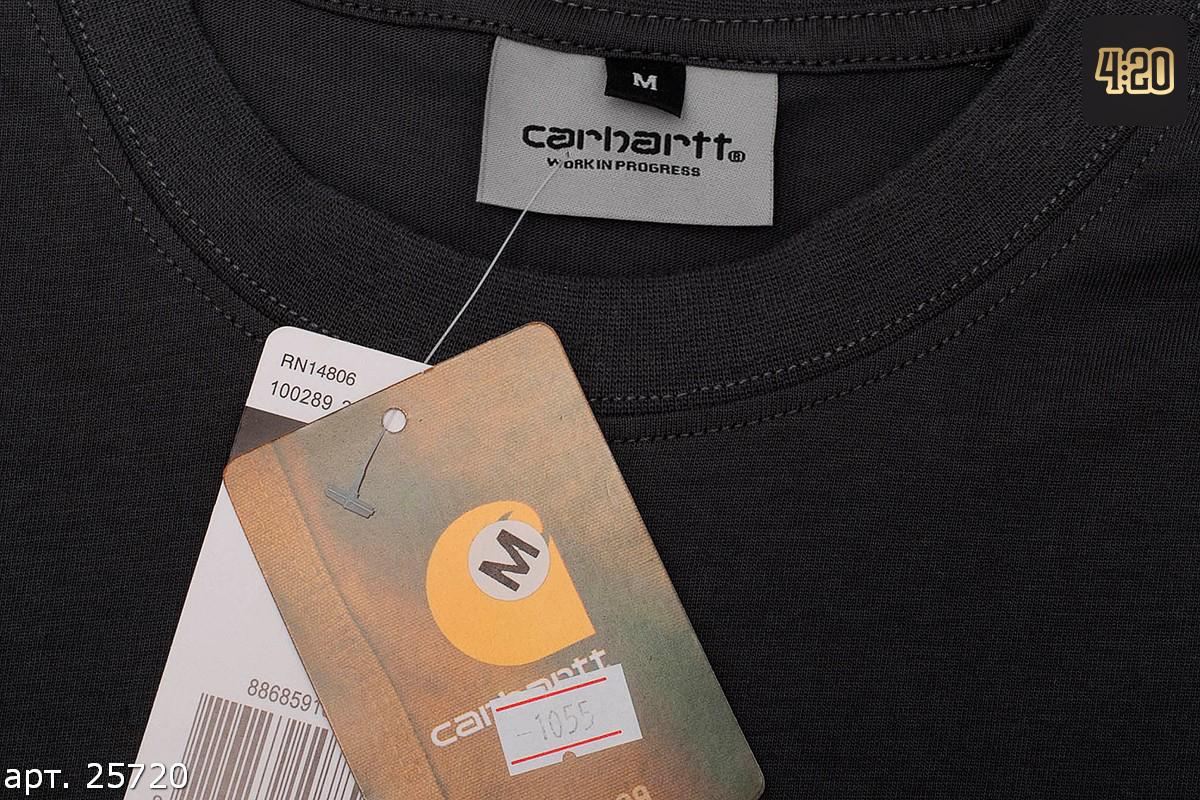 4:20
M
carhartt®
WORK IN PROGRESS
RN14806
100289
M
carhartt
-1055
арт. 25720